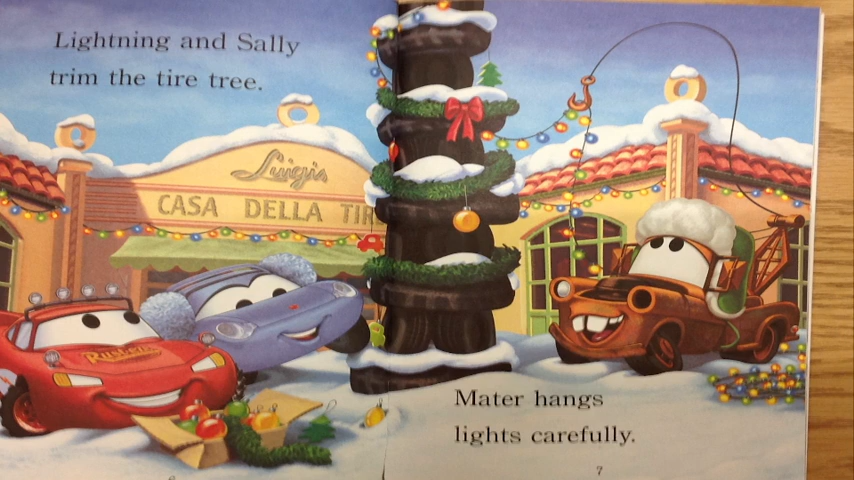 Lightning and Sally
trim the tire tree.
Luigi's
CASA DELLA TIR
Mater hangs
lights carefully.
7